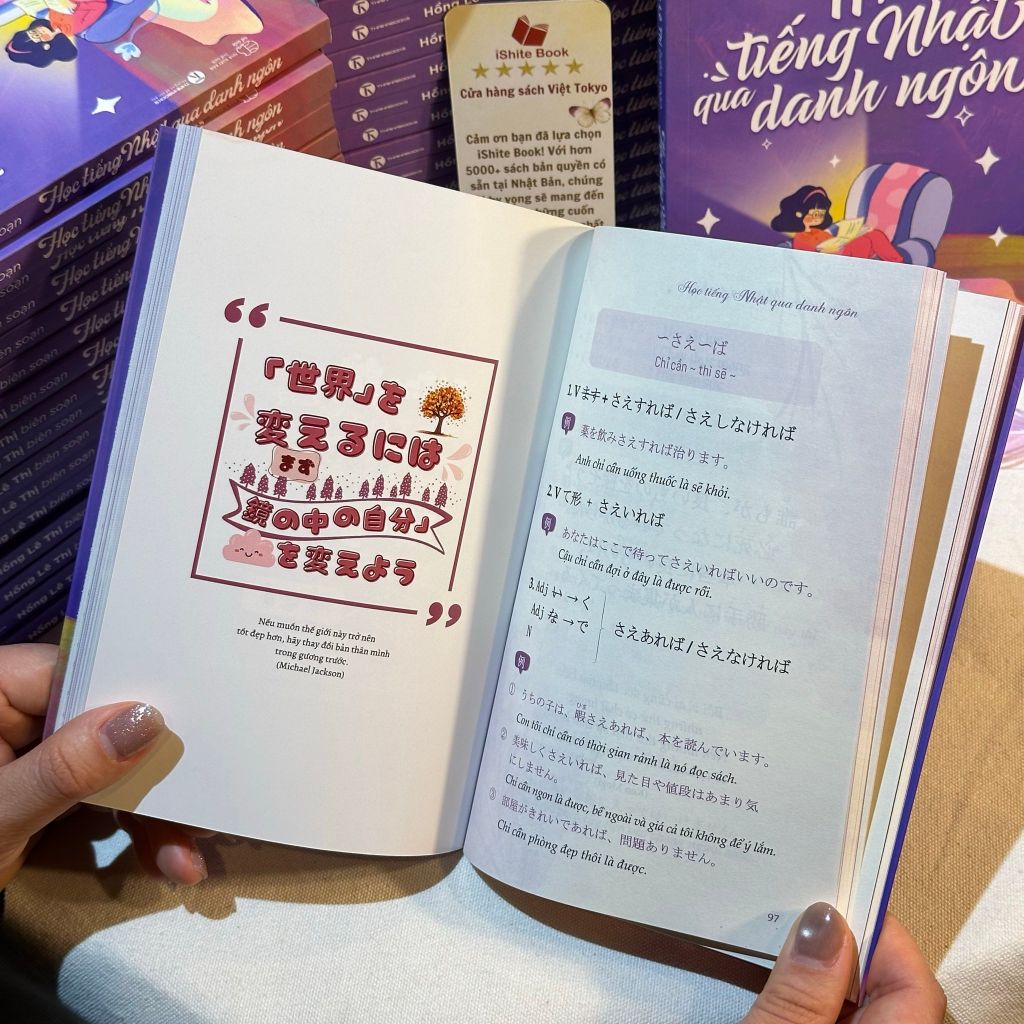 iShite Book
Cửa hàng sách Việt Tokyo
Cảm ơn bạn đã lựa chọn
iShite Book! Với hơn
5000+ sách bản quyền có
sẵn tại Nhật Bản, chúng
vọng sẽ mang đến
cuốn
tiếng Nhật
qua danh ngôn
Học tiếng Nhật qua danh ngôn
Học tiếng Nhật
Học tiếng
biên soạn
Hồng Lê Thị biên soạn
“
「世界」を
変えるには
まず
鏡の中の自分」
を変えよう
”
Nếu muốn thế giới này trở nên
tốt đẹp hơn, hãy thay đổi bản thân mình
trong gương trước.
(Michael Jackson)
Học tiếng Nhật qua danh ngôn
~さえ~ば
Chỉ cần ~ thì sẽ ~
1. V ます + さえすれば / さえしなければ
例 薬を飲みさえすれば治ります。
Anh chỉ cần uống thuốc là sẽ khỏi.
2. V て形 + さえいれば
例 あなたはここで待ってさえいればいいのです。
Cậu chỉ cần đợi ở đây là được rồi.
3. Adj い → く
Adj な → で
N
さえあれば / さえなければ
例
① うちの子は、暇さえあれば、本を読んでいます。
ひま
Con tôi chỉ cần có thời gian rảnh là nó đọc sách.
② 美味しくさえいれば、見た目や値段はあまり気
にしません。
Chỉ cần ngon là được, bề ngoài và giá cả tôi không để ý lắm.
③ 部屋がきれいであれば、問題ありません。
Chỉ cần phòng đẹp thôi là được.
97